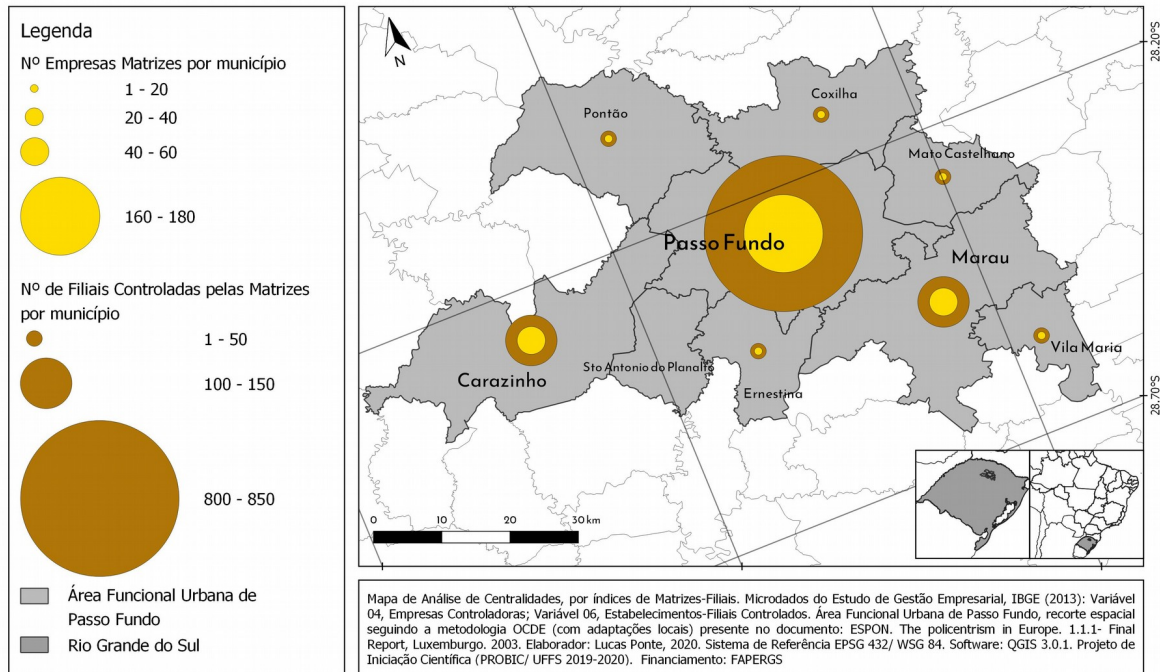 Legenda
Nº Empresas Matrizes por município
1 - 20
20 - 40
40 - 60
160 - 180
Nº de Filiais Controladas pelas Matrizes
por município
1 - 50
100 - 150
800 - 850
Área Funcional Urbana de
Passo Fundo
Rio Grande do Sul
N
28.20°S
Coxilha
Pontão
Mato Castelhano
Passo Fundo
Marau
Vila Maria
Sto Antonio do Planalto
Carazinho
Ernestina
28.70°S
0 10 20 30 km
Mapa de Análise de Centralidades, por índices de Matrizes-Filiais. Microdados do Estudo de Gestão Empresarial, IBGE (2013): Variável
04, Empresas Controladoras; Variável 06, Estabelecimentos-Filiais Controlados. Área Funcional Urbana de Passo Fundo, recorte espacial
seguindo a metodologia OCDE (com adaptações locais) presente no documento: ESPON. The policentrism in Europe. 1.1.1- Final
Report, Luxemburgo. 2003. Elaborador: Lucas Ponte, 2020. Sistema de Referência EPSG 432/ WSG 84. Software: QGIS 3.0.1. Projeto de
Iniciação Científica (PROBIC/ UFFS 2019-2020). Financiamento: FAPERGS